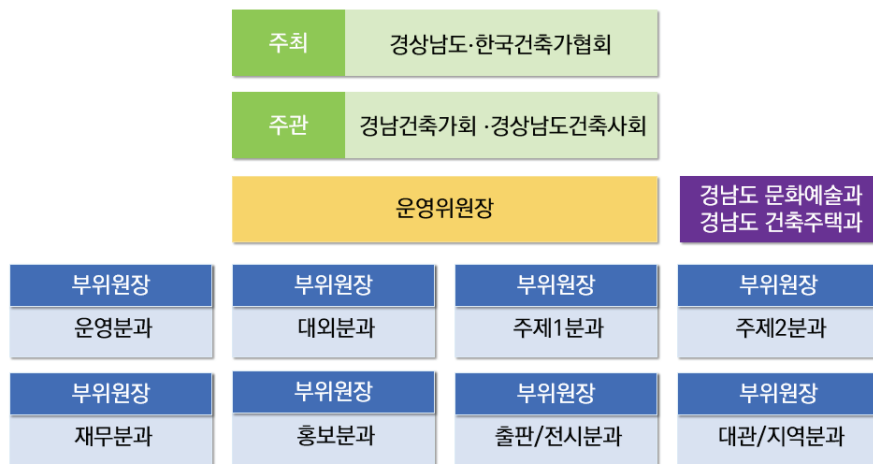 주최
경상남도·한국건축가협회
주관
경남건축가회 ·경상남도건축사회
운영위원장
경남도 문화예술과
경남도 건축주택과
부위원장
운영분과
부위원장
대외분과
부위원장
주제1분과
부위원장
주제2분과
부위원장
재무분과
부위원장
홍보분과
부위원장
출판/전시분과
부위원장
대관/지역분과